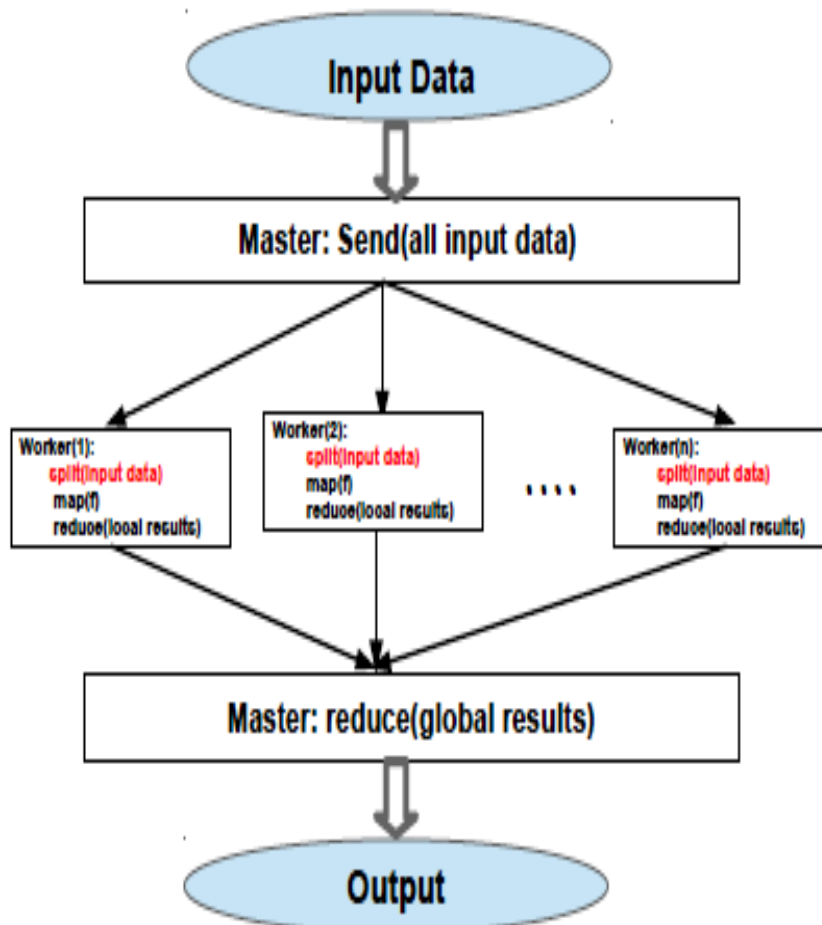 Input Data
Master: Send(all input data)
Worker(1):
split(input data)
map(f)
reduce(local results)
Worker(2):
split(input data)
map(f)
reduce(local results)
....
Worker(n):
split(input data)
map(f)
reduce(local results)
Master: reduce(global results)
Output